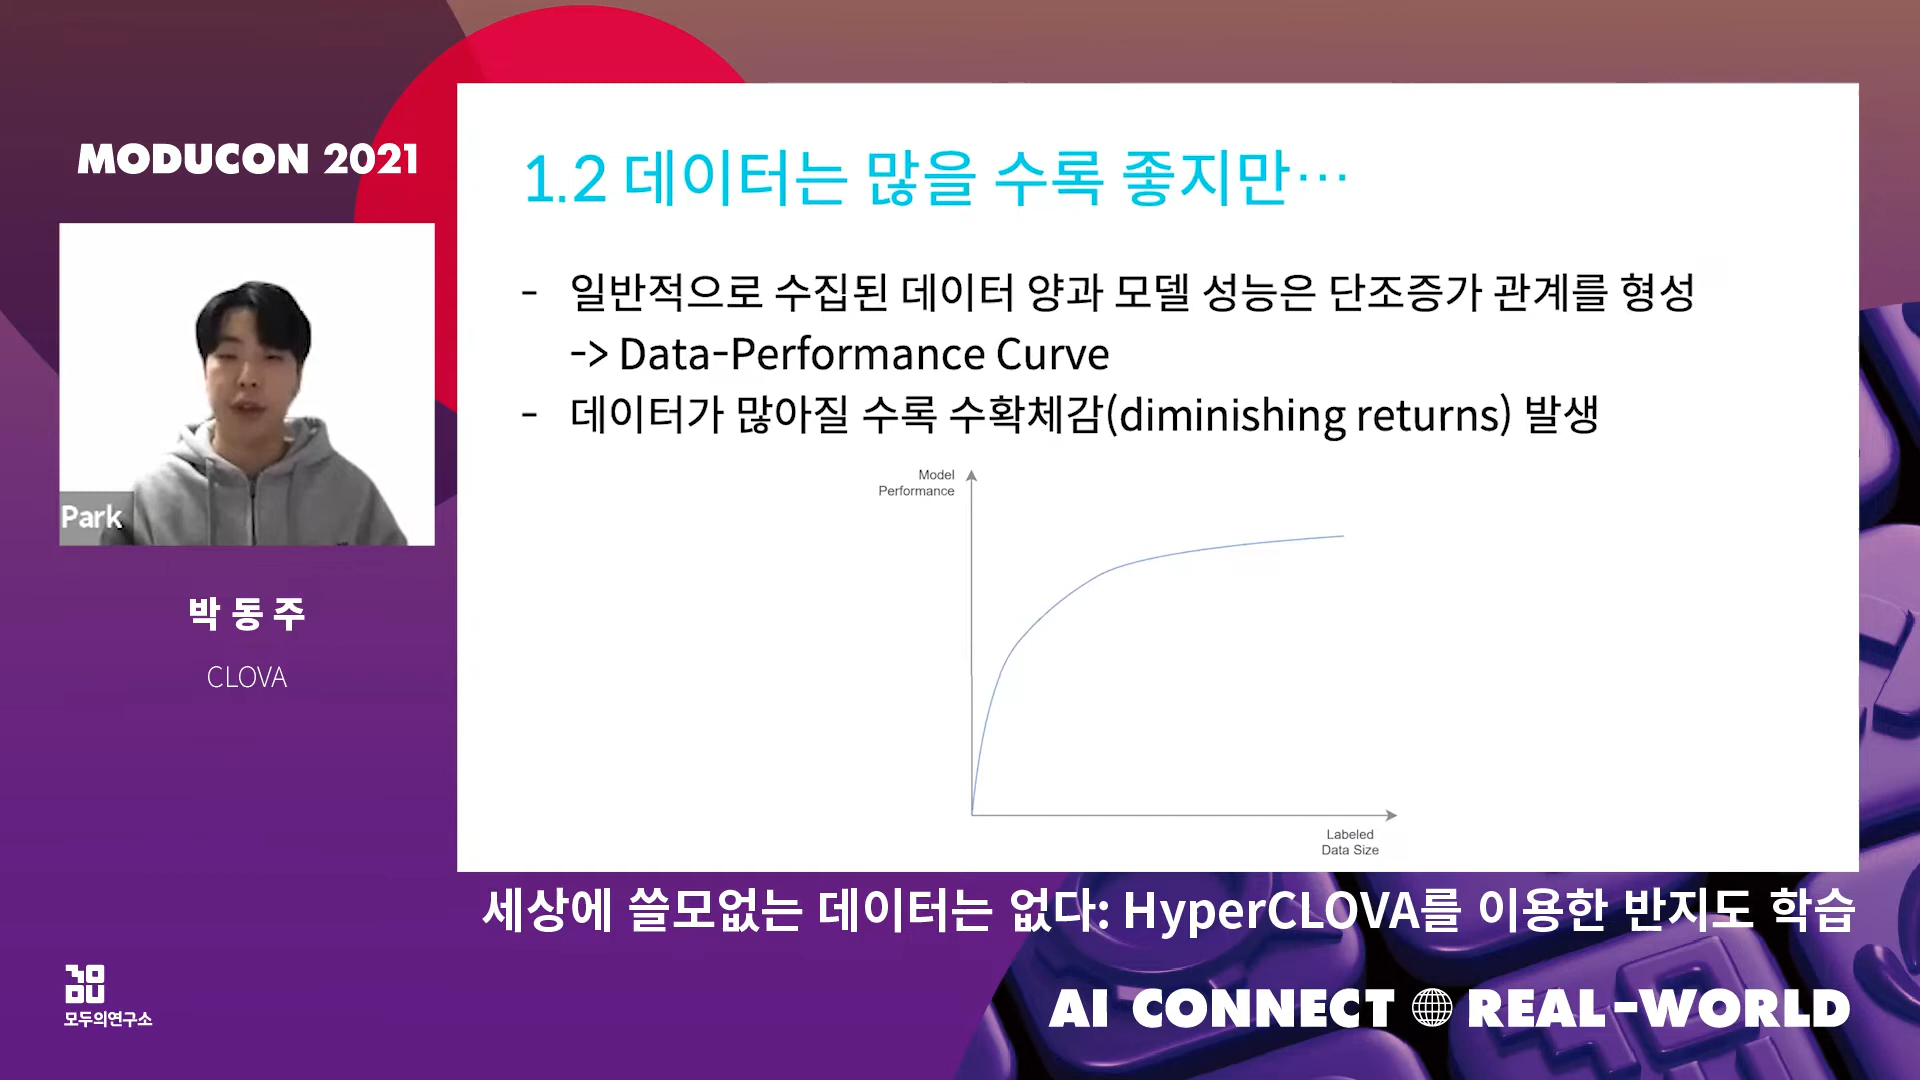 MODUCON 2021
Park
박동주
CLOVA
1.2 데이터는 많을 수록 좋지만…
- 일반적으로 수집된 데이터 양과 모델 성능은 단조증가 관계를 형성
-> Data-Performance Curve
- 데이터가 많아질 수록 수확체감(diminishing returns) 발생
Model
Performance
Labeled
Data Size
세상에 쓸모없는 데이터는 없다: HyperCLOVA를 이용한 반지도 학습
모두의연구소
AI CONNECT REAL-WORLD